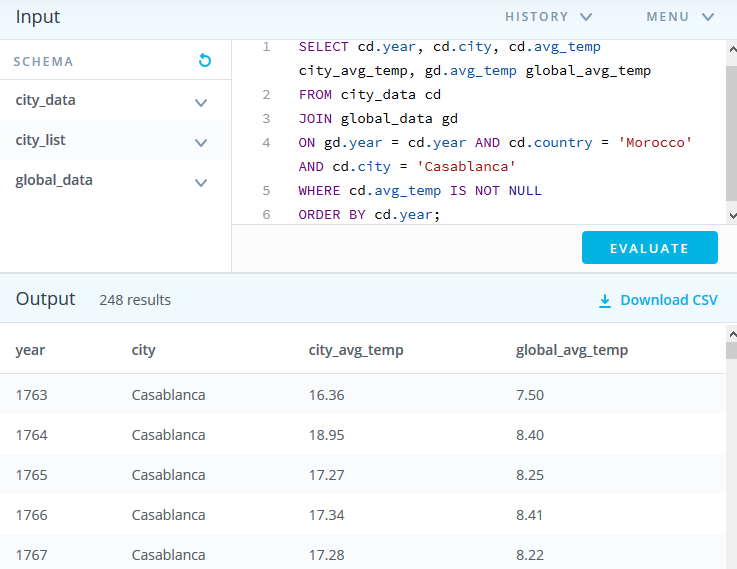 Input HISTORY MENU
SCHEMA
city_data
city_list
global_data
1 SELECT cd.year, cd.city, cd.avg_temp
city_avg_temp, gd.avg_temp global_avg_temp
2 FROM city_data cd
3 JOIN global_data gd
4 ON gd.year = cd.year AND cd.country = 'Morocco'
AND cd.city = 'Casablanca'
5 WHERE cd.avg_temp IS NOT NULL
6 ORDER BY cd.year;
EVALUATE
Output 248 results Download CSV
year city city_avg_temp global_avg_temp
1763 Casablanca 16.36 7.50
1764 Casablanca 18.95 8.40
1765 Casablanca 17.27 8.25
1766 Casablanca 17.34 8.41
1767 Casablanca 17.28 8.22